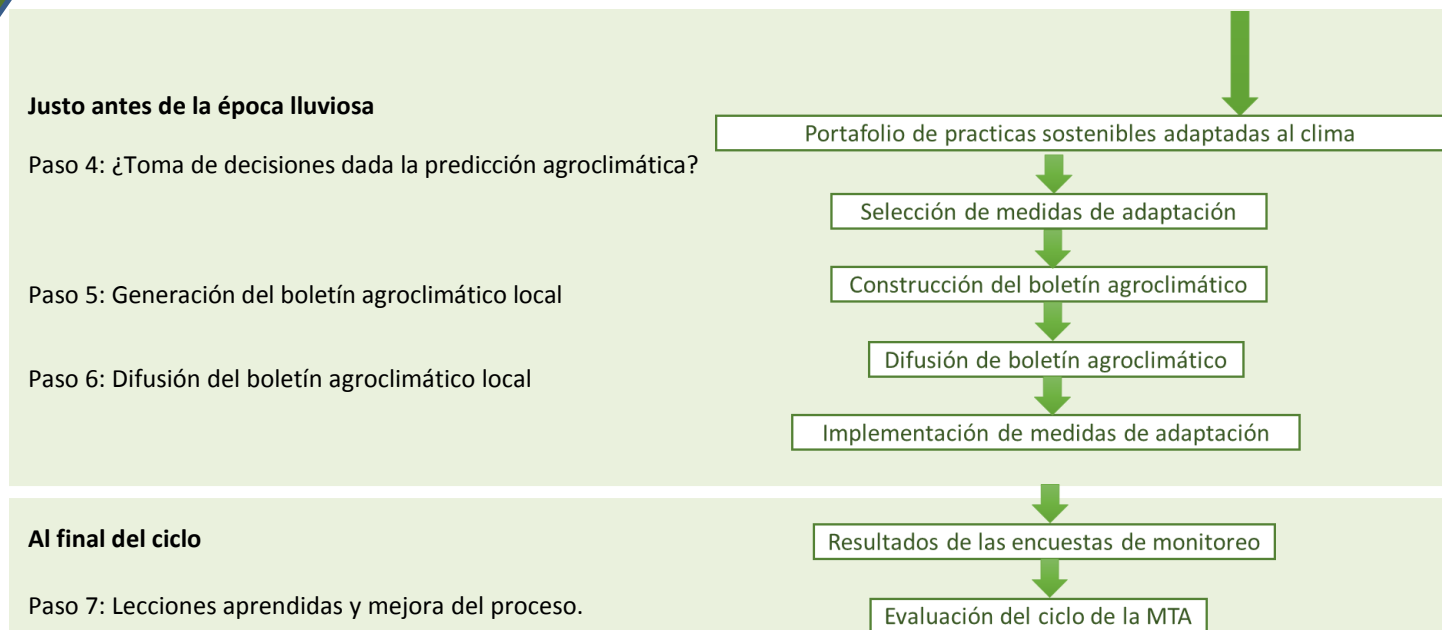 Justo antes de la época lluviosa
Paso 4: ¿Toma de decisiones dada la predicción agroclimática?
Paso 5: Generación del boletín agroclimático local
Paso 6: Difusión del boletín agroclimático local
Portafolio de practicas sostenibles adaptadas al clima
Selección de medidas de adaptación
Construcción del boletín agroclimático
Difusión de boletín agroclimático
Implementación de medidas de adaptación
Al final del ciclo
Paso 7: Lecciones aprendidas y mejora del proceso.
Resultados de las encuestas de monitoreo
Evaluación del ciclo de la MTA